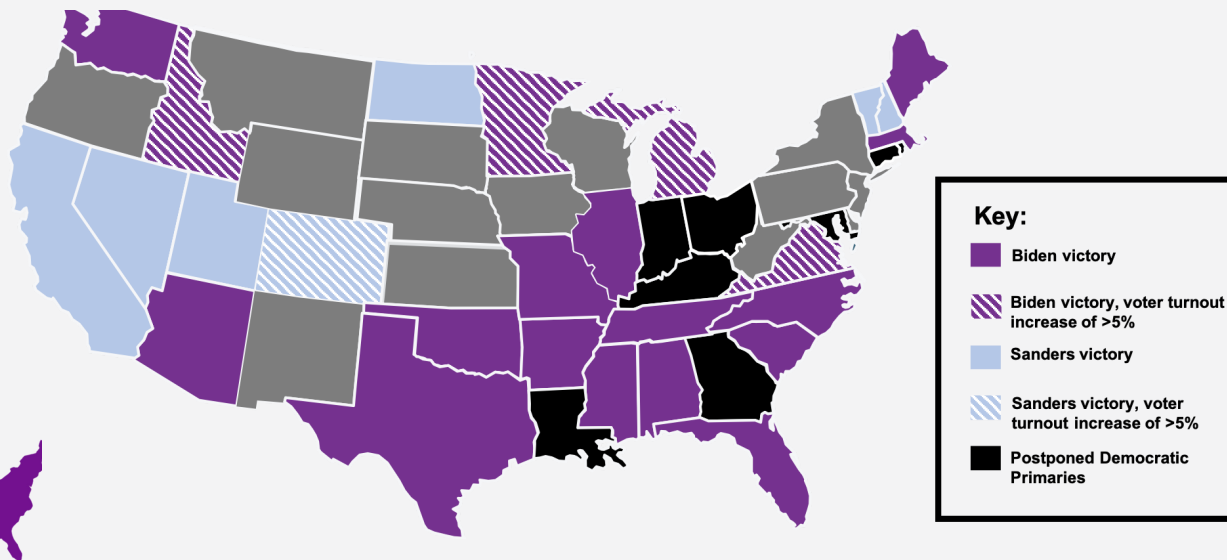 Key:
Biden victory
Biden victory, voter turnout
increase of >5%
Sanders victory
Sanders victory, voter
turnout increase of >5%
Postponed Democratic
Primaries